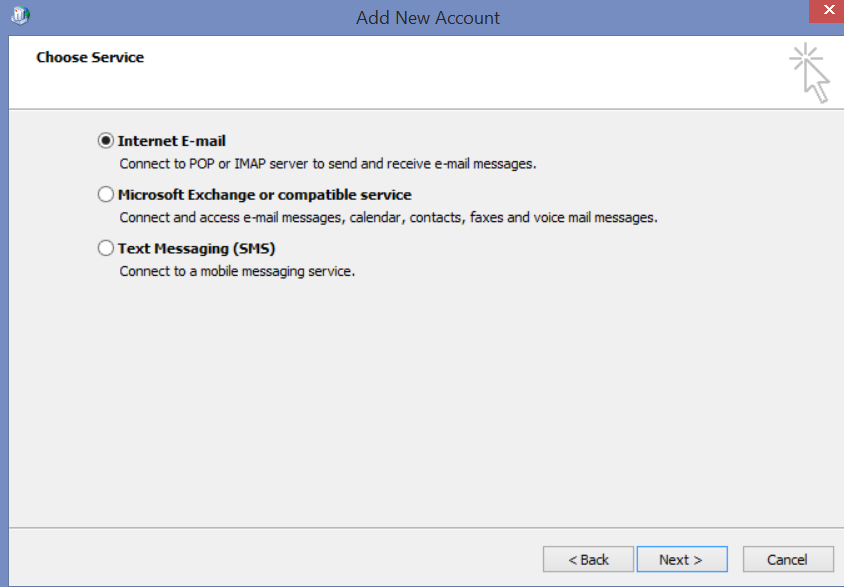 Add New Account
Choose Service
Internet E-mail
Connect to POP or IMAP server to send and receive e-mail messages.
Microsoft Exchange or compatible service
Connect and access e-mail messages, calendar, contacts, faxes and voice mail messages.
Text Messaging (SMS)
Connect to a mobile messaging service.
< Back Next > Cancel